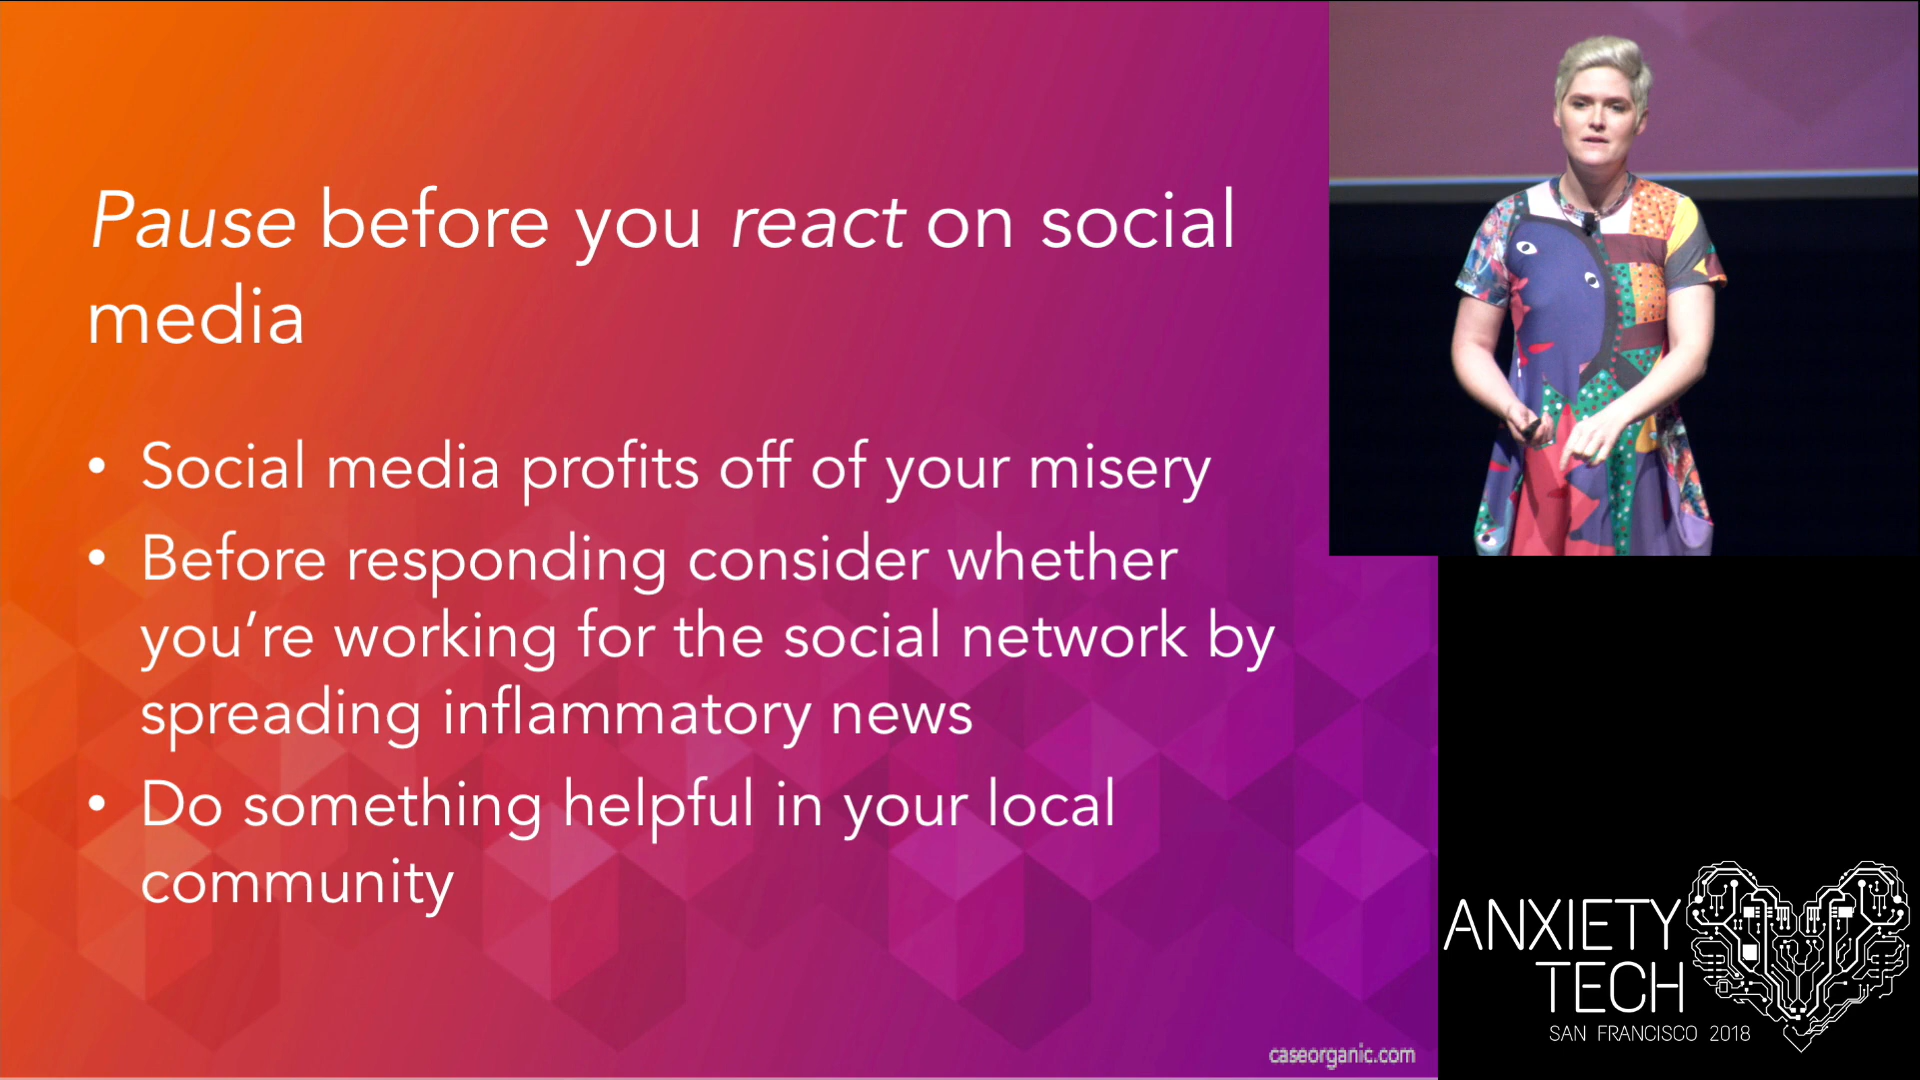 Pause before you react on social
media
• Social media profits off of your misery
• Before responding consider whether
you’re working for the social network by
spreading inflammatory news
• Do something helpful in your local
community
caseorganic.com
ANXIETY
TECH
SAN FRANCISCO 2018